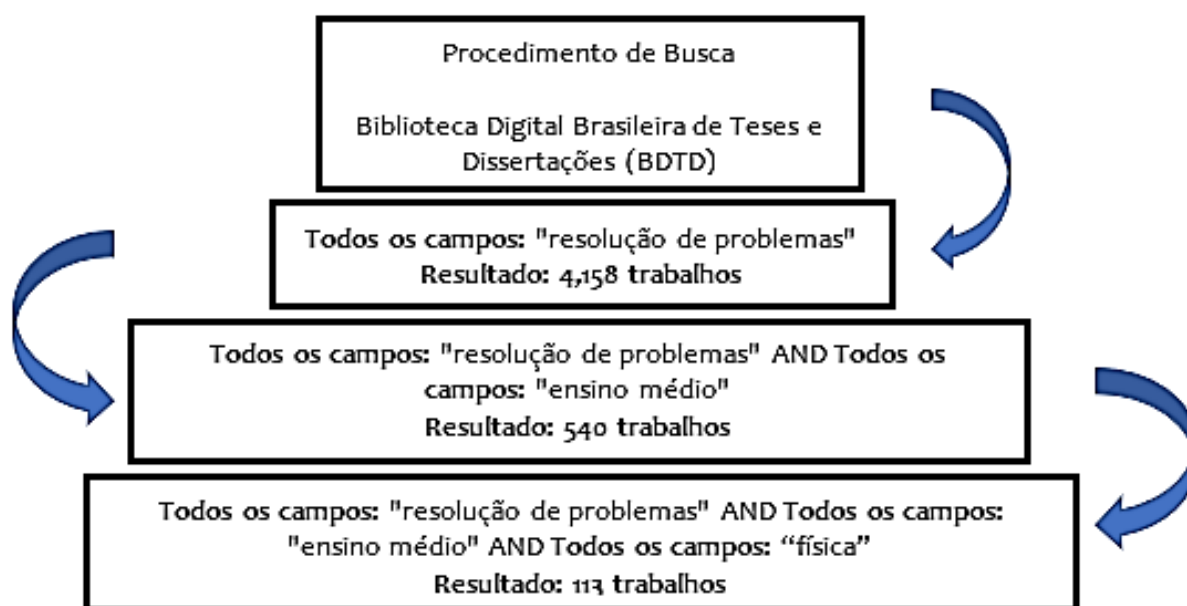 Procedimento de Busca
Biblioteca Digital Brasileira de Teses e
Dissertações (BDTD)
Todos os campos: "resolução de problemas"
Resultado: 4,158 trabalhos
Todos os campos: "resolução de problemas" AND Todos os
campos: "ensino médio"
Resultado: 540 trabalhos
Todos os campos: "resolução de problemas" AND Todos os campos:
"ensino médio" AND Todos os campos: “física”
Resultado: 113 trabalhos